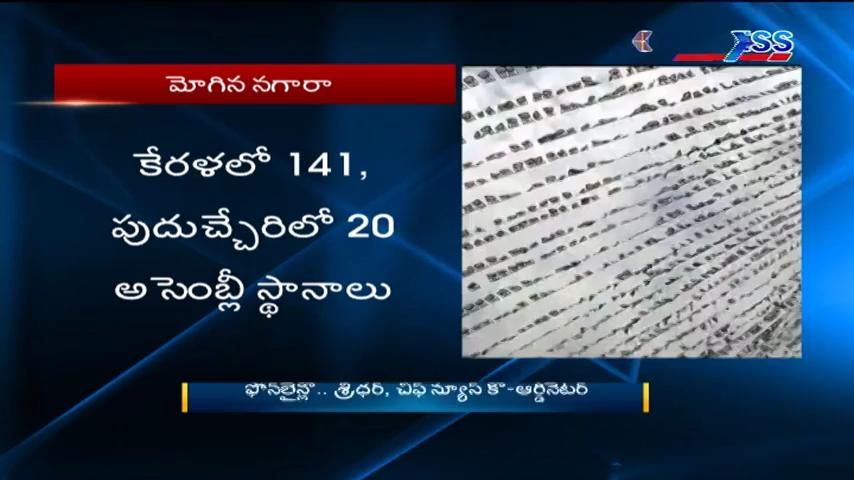 మోగిన నగారా
కేరళలో 141,
పుదుచ్చేరిలో 20
అసెంబ్లీ స్థానాలు
ఫోన్‌లైన్లో.. శ్రీధర్, చీఫ్ న్యూస్ కో-ఆర్డినేటర్